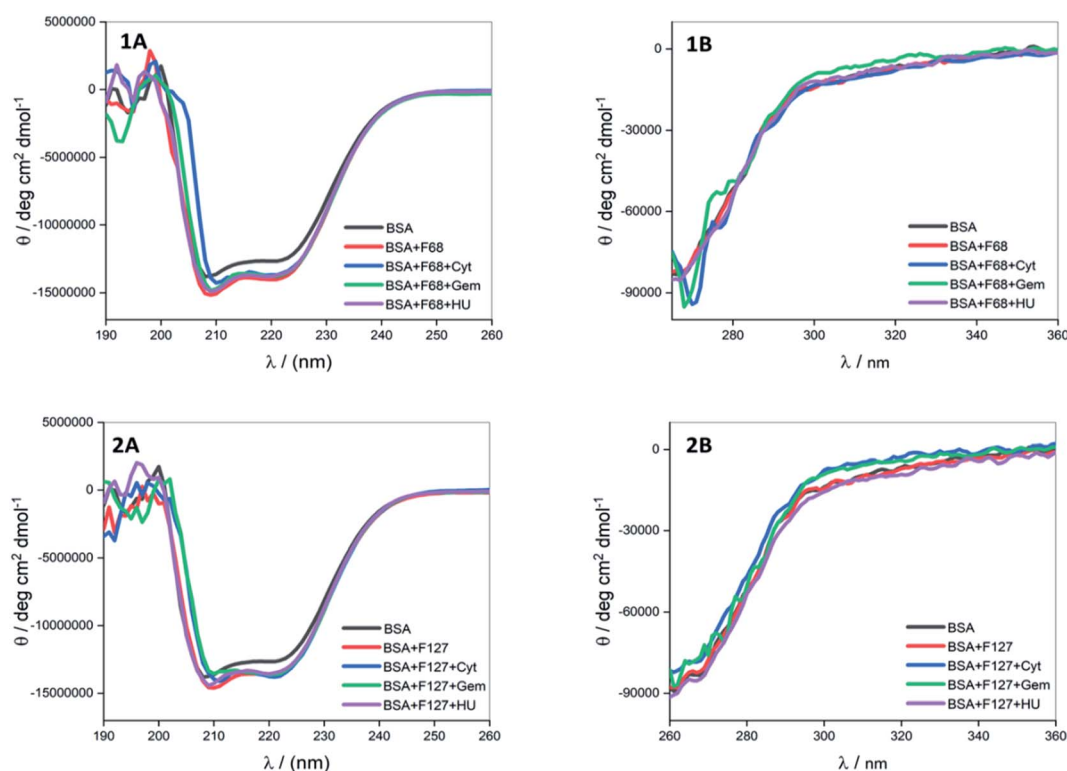 1A
5000000
0
-5000000
-10000000
-15000000
θ / deg cm² dmol⁻¹
BSA
BSA+F68
BSA+F68+Cyt
BSA+F68+Gem
BSA+F68+HU
190 200 210 220 230 240 250 260
λ / (nm)
1B
0
-30000
-60000
-90000
θ / deg cm² dmol⁻¹
BSA
BSA+F68
BSA+F68+Cyt
BSA+F68+Gem
BSA+F68+HU
280 300 320 340 360
λ / nm
2A
5000000
0
-5000000
-10000000
-15000000
θ / deg cm² dmol⁻¹
BSA
BSA+F127
BSA+F127+Cyt
BSA+F127+Gem
BSA+F127+HU
190 200 210 220 230 240 250 260
λ / (nm)
2B
0
-30000
-60000
-90000
θ / deg cm² dmol⁻¹
BSA
BSA+F127
BSA+F127+Cyt
BSA+F127+Gem
BSA+F127+HU
260 280 300 320 340 360
λ / nm